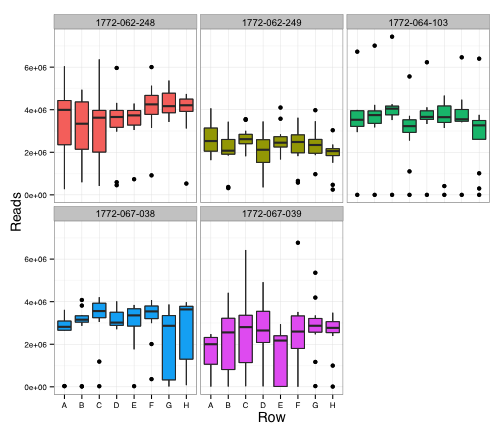 1772-062-248 1772-062-249 1772-064-103
6e+06
4e+06
2e+06
0e+00
Reads
1772-067-038 1772-067-039
6e+06
4e+06
2e+06
0e+00
A B C D E F G H A B C D E F G H
Row